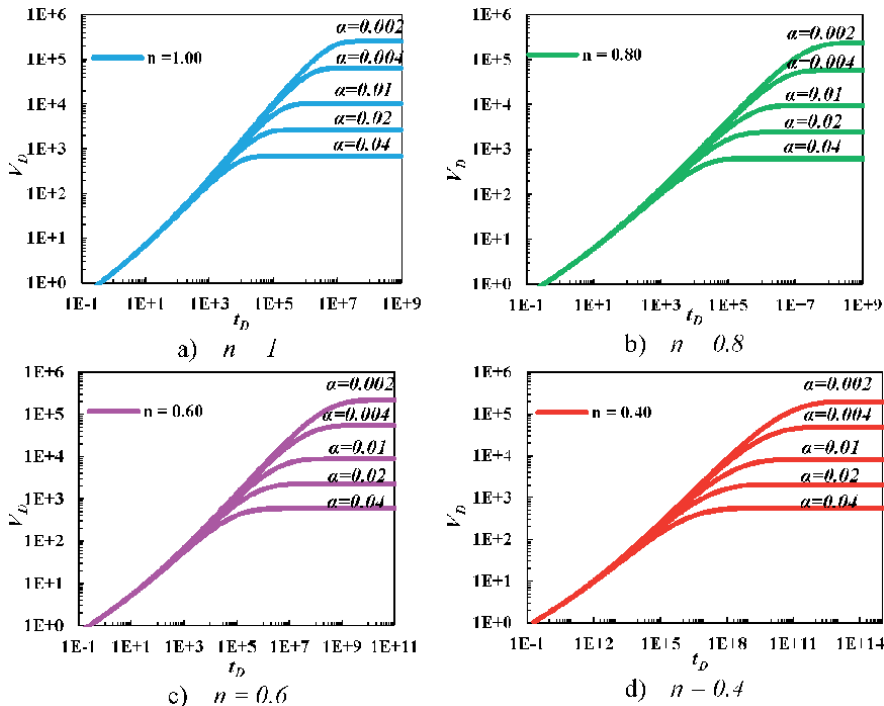 1E+6
1E+5
1E+4
1E+3
1E+2
1E+1
1E+0
V_D
n =1.00
α=0.002
α=0.004
α=0.01
α=0.02
α=0.04
1E-1 1E+1 1E+3 1E+5 1E+7 1E+9
t_D
a) n 1
1E+6
1E+5
1E+4
1E+3
1E+2
1E+1
1E+0
V_D
n = 0.80
α=0.002
α=0.004
α=0.01
α=0.02
α=0.04
1E-1 1E+1 1E+3 1E+5 1E-7 1E+9
t_D
b) n 0.8
1E+6
1E+5
1E+4
1E+3
1E+2
1E+1
1E+0
V_D
n = 0.60
α=0.002
α=0.004
α=0.01
α=0.02
α=0.04
1E-1 1E+1 1E+3 1E+5 1E+7 1E+9 1E+11
t_D
c) n = 0.6
1E+6
1E+5
1E+4
1E+3
1E+2
1E+1
1E+0
V_D
n = 0.40
α=0.002
α=0.004
α=0.01
α=0.02
α=0.04
1E-1 1E+12 1E+15 1E+18 1E+11 1E+14
t_D
d) n – 0.4